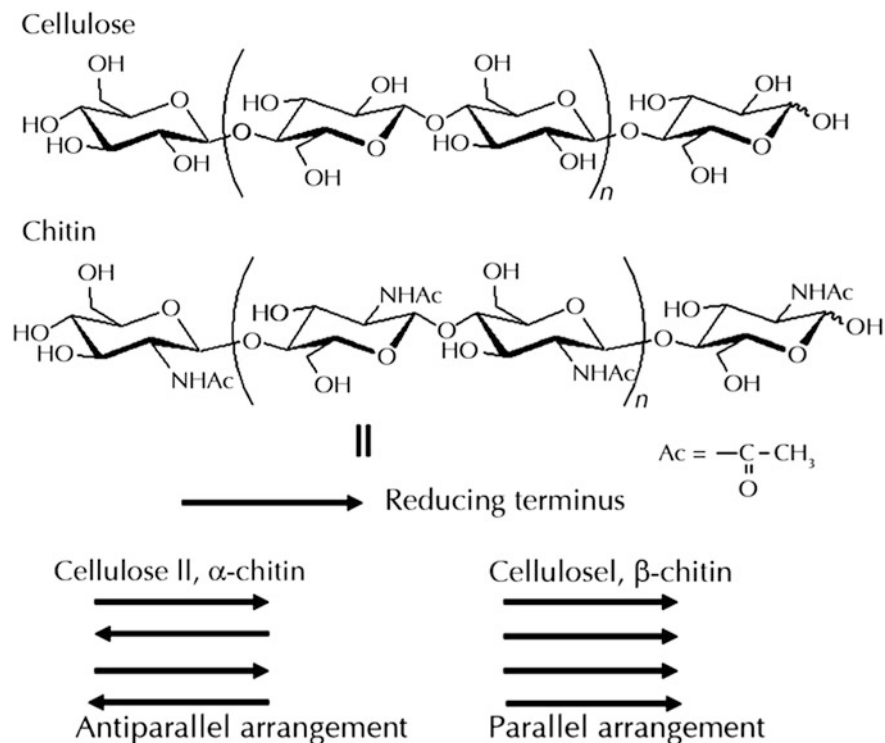 Cellulose
OH OH OH OH OH
HO O HO O O O HO O
HO O O HO O OH
OH OH OH OH
n
Chitin
OH NHAc OH NHAc
HO O HO O O O HO OH
HO O O HO O O
NHAc OH NHAc OH
n
=
Ac = —C—CH₃
O
Reducing terminus
Cellulose II, α-chitin
CelluloseI, β-chitin
Antiparallel arrangement
Parallel arrangement